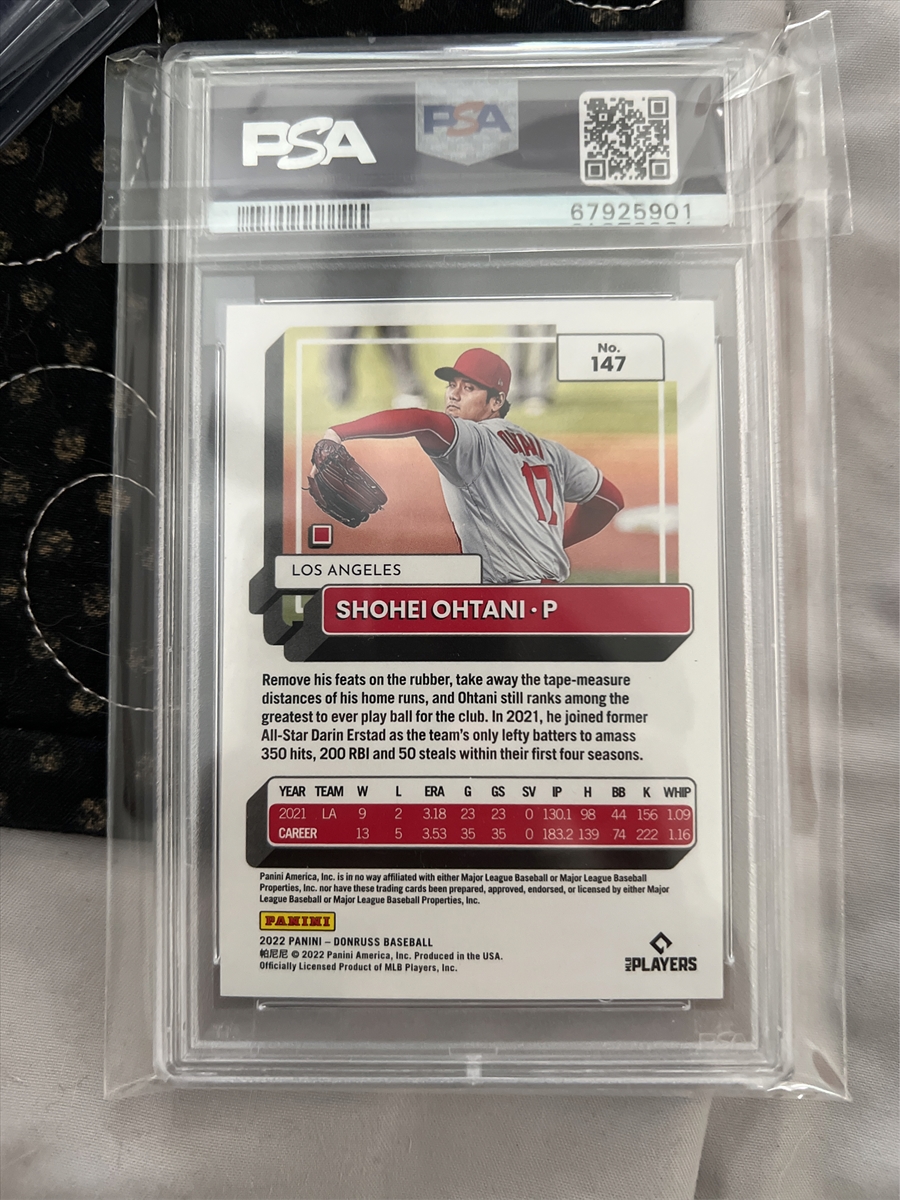 PSA
PSA
67925901
No.
147
17
LOS ANGELES
SHOHEI OHTANI · P
Remove his feats on the rubber, take away the tape-measure
distances of his home runs, and Ohtani still ranks among the
greatest to ever play ball for the club. In 2021, he joined former
All-Star Darin Erstad as the team's only lefty batters to amass
350 hits, 200 RBI and 50 steals within their first four seasons.
YEAR TEAM W L ERA G GS SV IP H BB K WHIP
2021 LA 9 2 3.18 23 23 0 130.1 98 44 156 1.09
CAREER 13 5 3.53 35 35 0 183.2 139 74 222 1.16
Panini America, Inc. is in no way affiliated with either Major League Baseball or Major League Baseball
Properties, Inc. nor have these trading cards been prepared, approved, endorsed, or licensed by either Major
League Baseball or Major League Baseball Properties, Inc.
PANINI
2022 PANINI – DONRUSS BASEBALL
帕尼尼 © 2022 Panini America, Inc. Produced in the USA.
Officially Licensed Product of MLB Players, Inc.
MLB PLAYERS
PSA